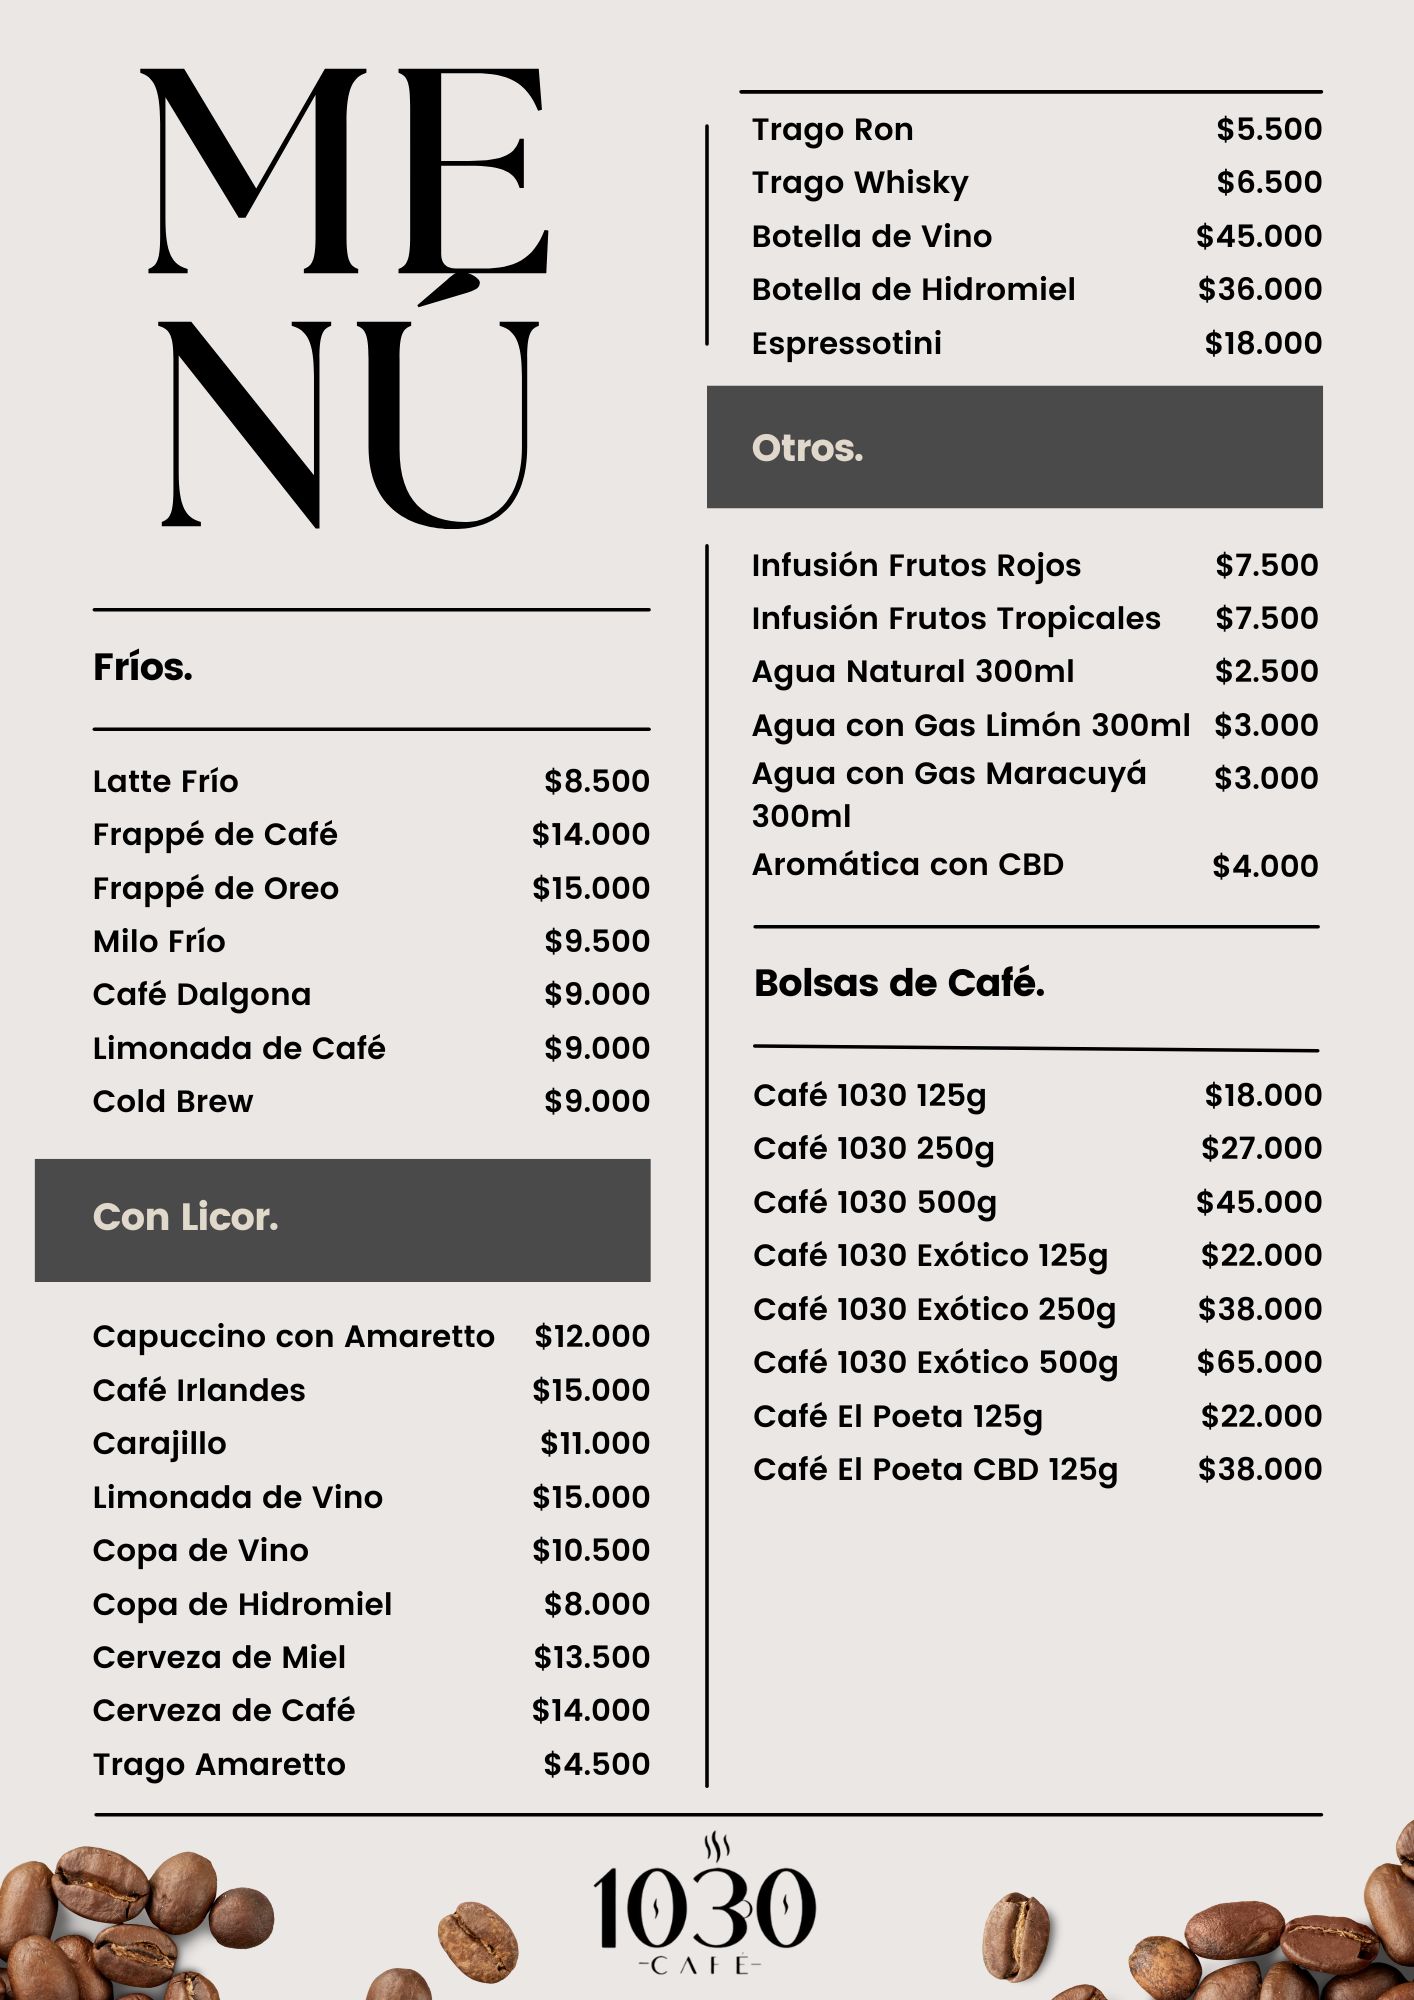 ME
NÚ
Fríos.
Latte Frío $8.500
Frappé de Café $14.000
Frappé de Oreo $15.000
Milo Frío $9.500
Café Dalgona $9.000
Limonada de Café $9.000
Cold Brew $9.000
Con Licor.
Capuccino con Amaretto $12.000
Café Irlandes $15.000
Carajillo $11.000
Limonada de Vino $15.000
Copa de Vino $10.500
Copa de Hidromiel $8.000
Cerveza de Miel $13.500
Cerveza de Café $14.000
Trago Amaretto $4.500
Trago Ron $5.500
Trago Whisky $6.500
Botella de Vino $45.000
Botella de Hidromiel $36.000
Espressotini $18.000
Otros.
Infusión Frutos Rojos $7.500
Infusión Frutos Tropicales $7.500
Agua Natural 300ml $2.500
Agua con Gas Limón 300ml $3.000
Agua con Gas Maracuyá $3.000
300ml
Aromática con CBD $4.000
Bolsas de Café.
Café 1030 125g $18.000
Café 1030 250g $27.000
Café 1030 500g $45.000
Café 1030 Exótico 125g $22.000
Café 1030 Exótico 250g $38.000
Café 1030 Exótico 500g $65.000
Café El Poeta 125g $22.000
Café El Poeta CBD 125g $38.000
1030
-CAFÉ-